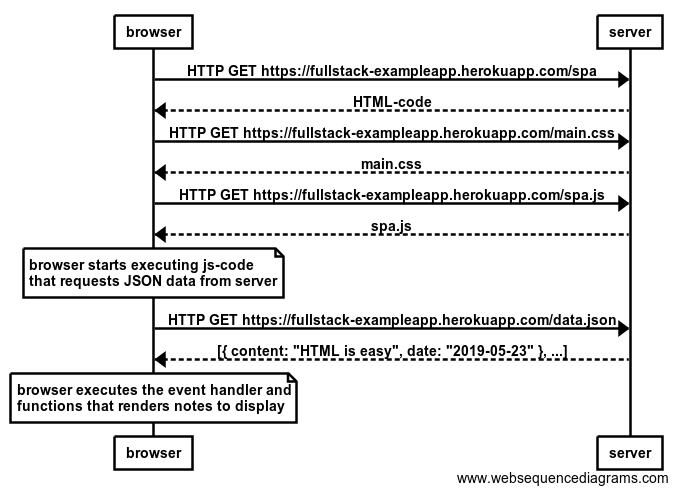 browser
server
HTTP GET https://fullstack-exampleapp.herokuapp.com/spa
HTML-code
HTTP GET https://fullstack-exampleapp.herokuapp.com/main.css
main.css
HTTP GET https://fullstack-exampleapp.herokuapp.com/spa.js
spa.js
browser starts executing js-code
that requests JSON data from server
HTTP GET https://fullstack-exampleapp.herokuapp.com/data.json
[{ content: "HTML is easy", date: "2019-05-23" }, ...]
browser executes the event handler and
functions that renders notes to display
browser
server
www.websequencediagrams.com